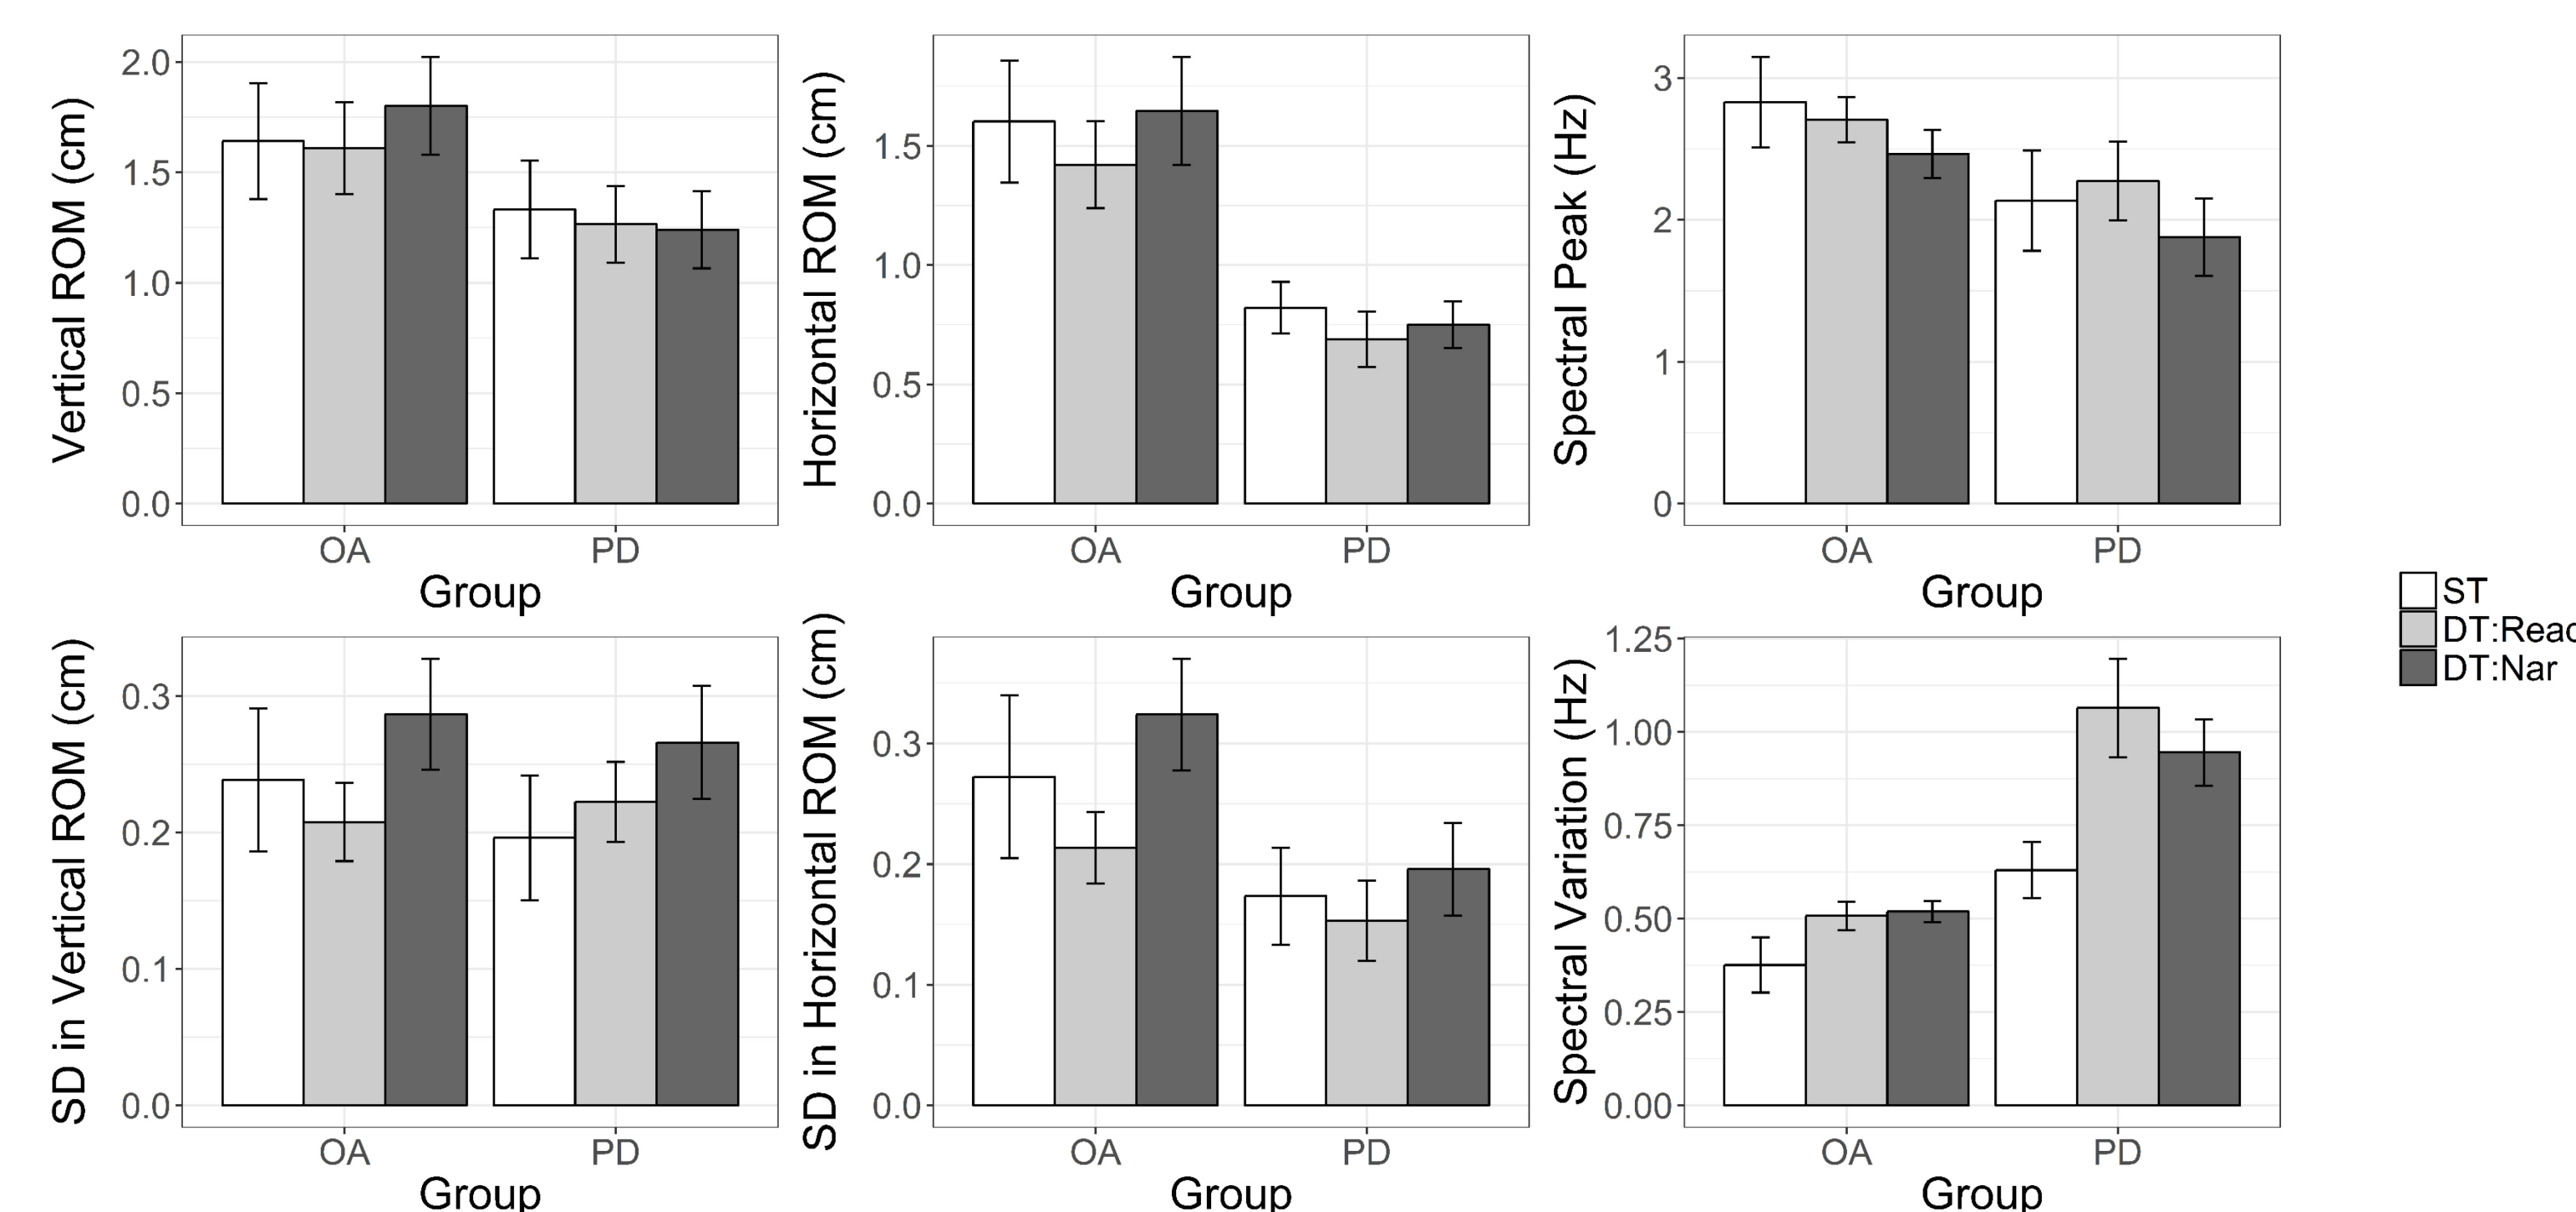 Vertical ROM (cm)
2.0
1.5
1.0
0.5
0.0
OA PD
Group
Horizontal ROM (cm)
1.5
1.0
0.5
0.0
OA PD
Group
Spectral Peak (Hz)
3
2
1
0
OA PD
Group
SD in Vertical ROM (cm)
0.3
0.2
0.1
0.0
OA PD
Group
SD in Horizontal ROM (cm)
0.3
0.2
0.1
0.0
OA PD
Group
Spectral Variation (Hz)
1.25
1.00
0.75
0.50
0.25
0.00
OA PD
Group
ST
DT:Reac
DT:Nar